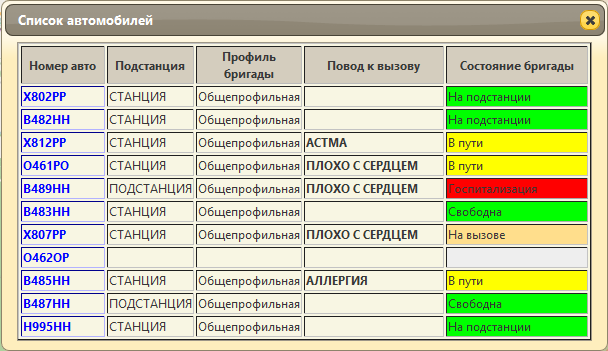 Список автомобилей
Номер авто Подстанция Профиль бригады Повод к вызову Состояние бригады
Х802РР СТАНЦИЯ Общепрофильная На подстанции
В482НН СТАНЦИЯ Общепрофильная На подстанции
Х812РР СТАНЦИЯ Общепрофильная АСТМА В пути
О461РО СТАНЦИЯ Общепрофильная ПЛОХО С СЕРДЦЕМ В пути
В489НН ПОДСТАНЦИЯ Общепрофильная ПЛОХО С СЕРДЦЕМ Госпитализация
В483НН СТАНЦИЯ Общепрофильная Свободна
Х807РР СТАНЦИЯ Общепрофильная ПЛОХО С СЕРДЦЕМ На вызове
О462ОР
В485НН СТАНЦИЯ Общепрофильная АЛЛЕРГИЯ В пути
В487НН ПОДСТАНЦИЯ Общепрофильная Свободна
Н995НН СТАНЦИЯ Общепрофильная На подстанции